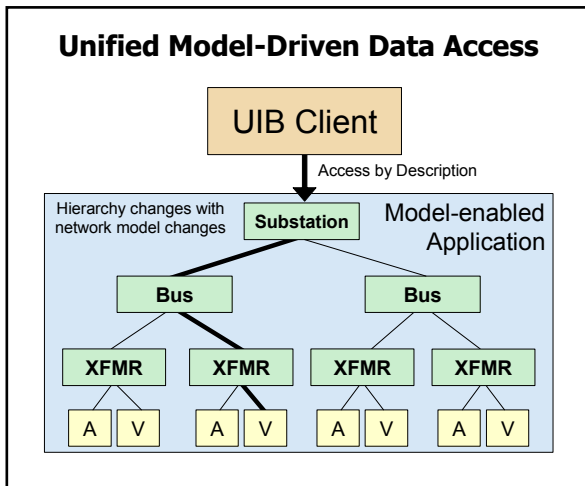 Unified Model-Driven Data Access
UIB Client
Access by Description
Hierarchy changes with
network model changes
Substation
Model-enabled
Application
Bus
Bus
XFMR
XFMR
XFMR
XFMR
A
V
A
V
A
V
A
V